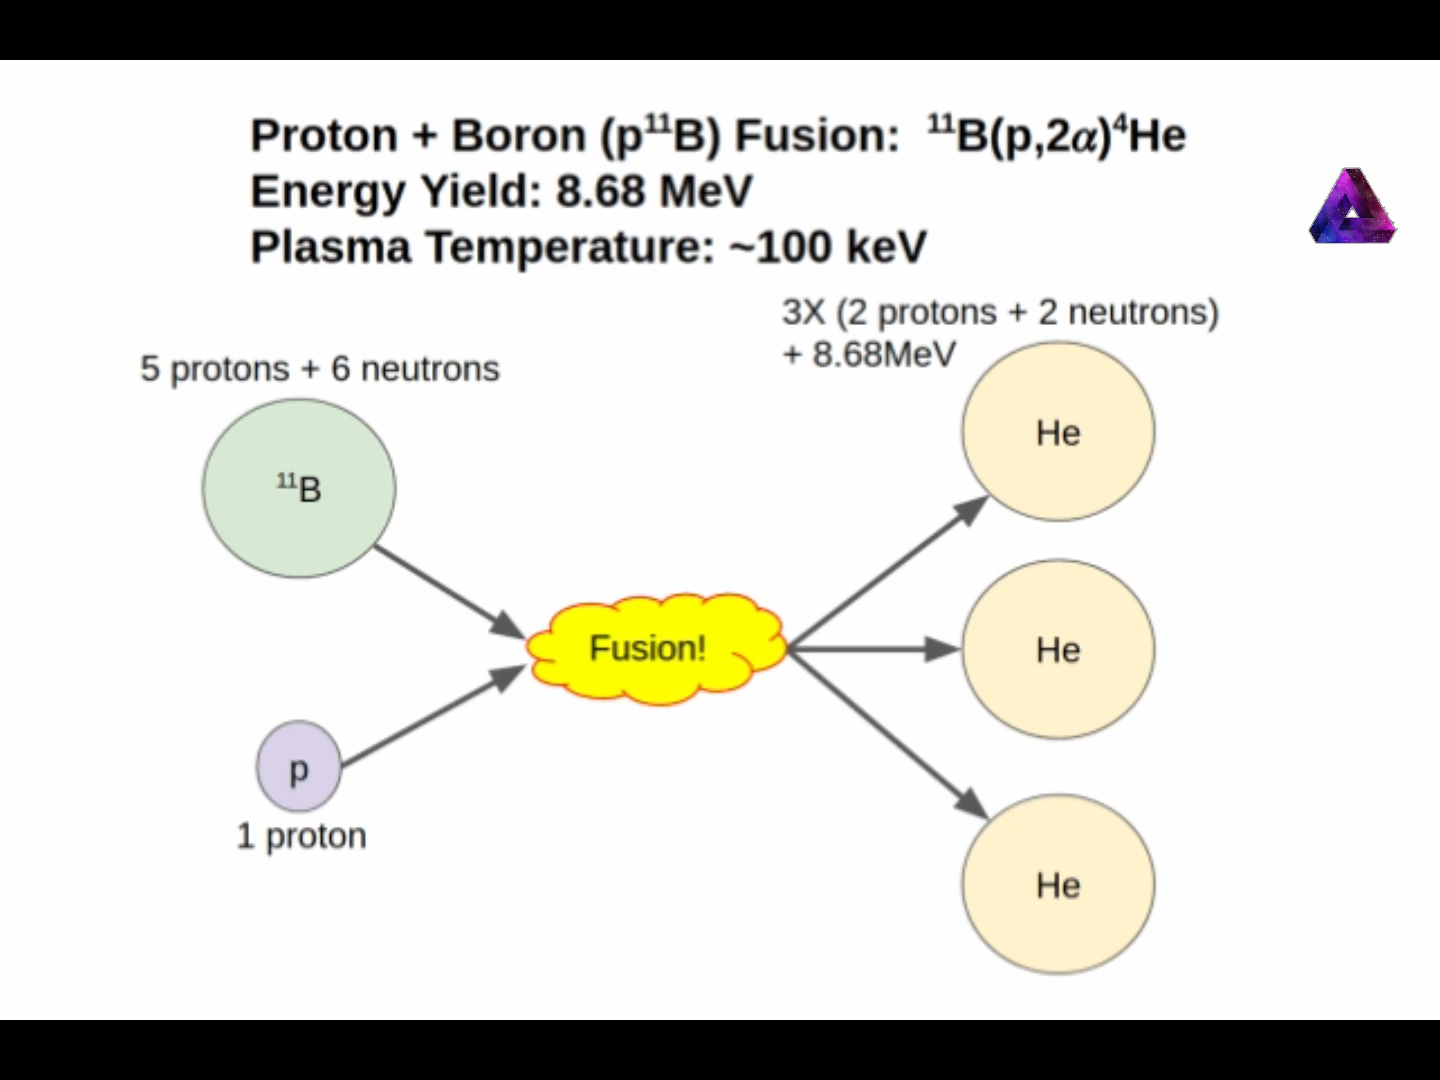 Proton + Boron (p¹¹B) Fusion: ¹¹B(p,2α)⁴He
Energy Yield: 8.68 MeV
Plasma Temperature: ~100 keV
3X (2 protons + 2 neutrons)
+ 8.68MeV
5 protons + 6 neutrons
He
¹¹B
Fusion!
He
p
1 proton
He